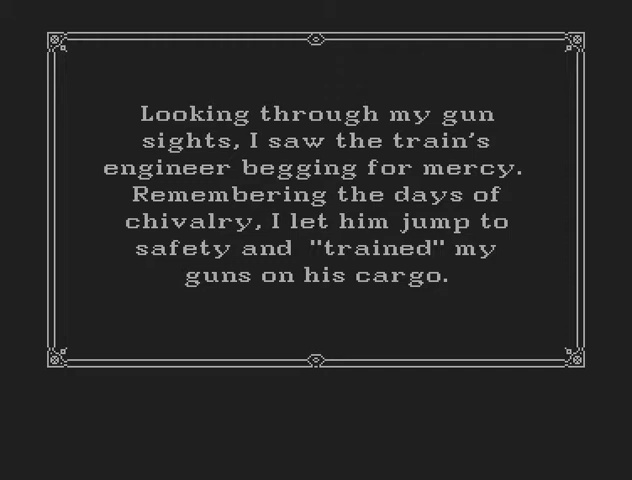 Looking through my gun
sights, I saw the train's
engineer begging for mercy.
Remembering the days of
chivalry, I let him jump to
safety and "trained" my
guns on his cargo.